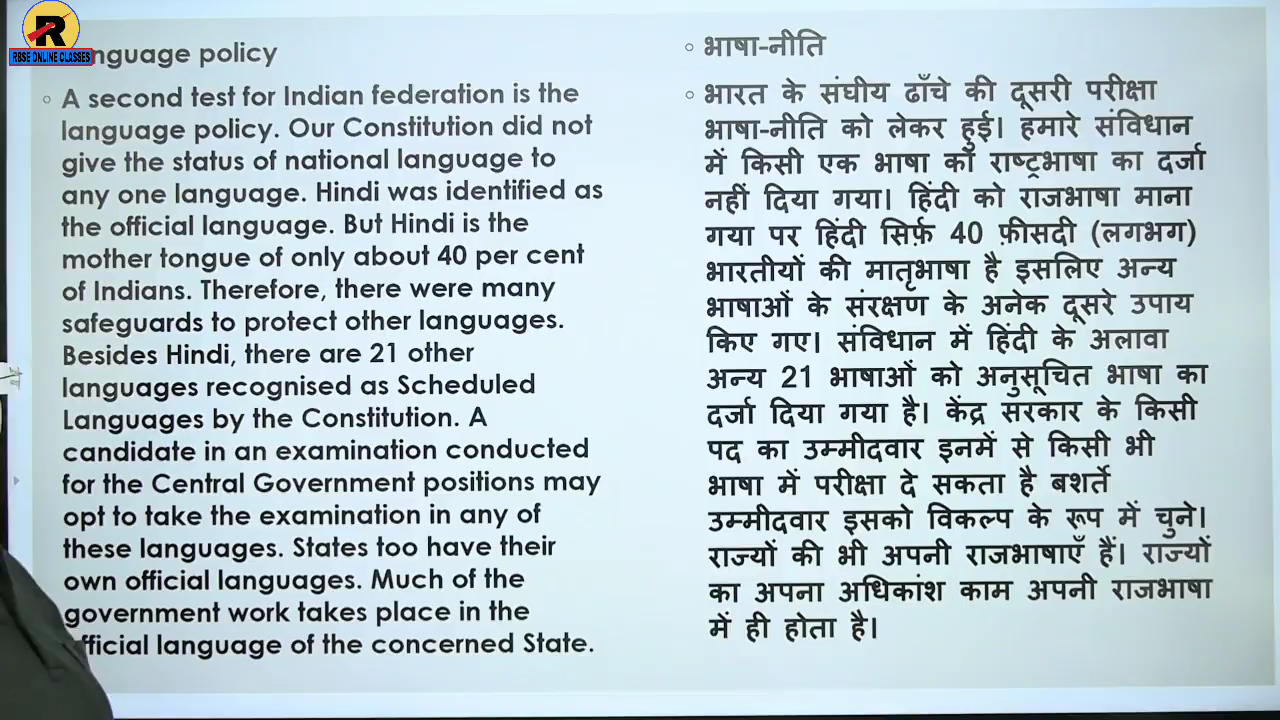 R
RBSE ONLINE CLASSES
nguage policy
A second test for Indian federation is the
language policy. Our Constitution did not
give the status of national language to
any one language. Hindi was identified as
the official language. But Hindi is the
mother tongue of only about 40 per cent
of Indians. Therefore, there were many
safeguards to protect other languages.
Besides Hindi, there are 21 other
languages recognised as Scheduled
Languages by the Constitution. A
candidate in an examination conducted
for the Central Government positions may
opt to take the examination in any of
these languages. States too have their
own official languages. Much of the
government work takes place in the
official language of the concerned State.
भाषा-नीति
भारत के संघीय ढाँचे की दूसरी परीक्षा
भाषा-नीति को लेकर हुई। हमारे संविधान
में किसी एक भाषा को राष्ट्रभाषा का दर्जा
नहीं दिया गया। हिंदी को राजभाषा माना
गया पर हिंदी सिर्फ़ 40 फ़ीसदी (लगभग)
भारतीयों की मातृभाषा है इसलिए अन्य
भाषाओं के संरक्षण के अनेक दूसरे उपाय
किए गए। संविधान में हिंदी के अलावा
अन्य 21 भाषाओं को अनुसूचित भाषा का
दर्जा दिया गया है। केंद्र सरकार के किसी
पद का उम्मीदवार इनमें से किसी भी
भाषा में परीक्षा दे सकता है बशर्ते
उम्मीदवार इसको विकल्प के रूप में चुने।
राज्यों की भी अपनी राजभाषाएँ हैं। राज्यों
का अपना अधिकांश काम अपनी राजभाषा
में ही होता है।